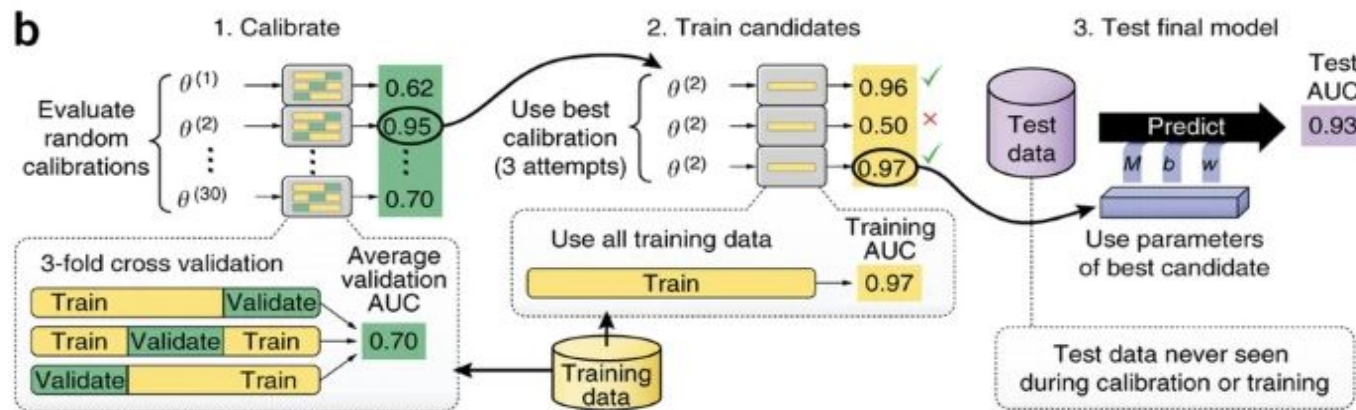 b
1. Calibrate
2. Train candidates
3. Test final model
Evaluate
random
calibrations
θ(1)
0.62
θ(2)
0.95
θ(30)
0.70
Use best
calibration
(3 attempts)
θ(2)
0.96 ✓
θ(2)
0.50 ×
θ(2)
0.97 ✓
Test
data
Predict
M b w
Test
AUC
0.93
Use parameters
of best candidate
3-fold cross validation
Average
validation
AUC
Train Validate
Train Validate Train
Validate Train
0.70
Use all training data
Training
AUC
Train
0.97
Training
data
Test data never seen
during calibration or training